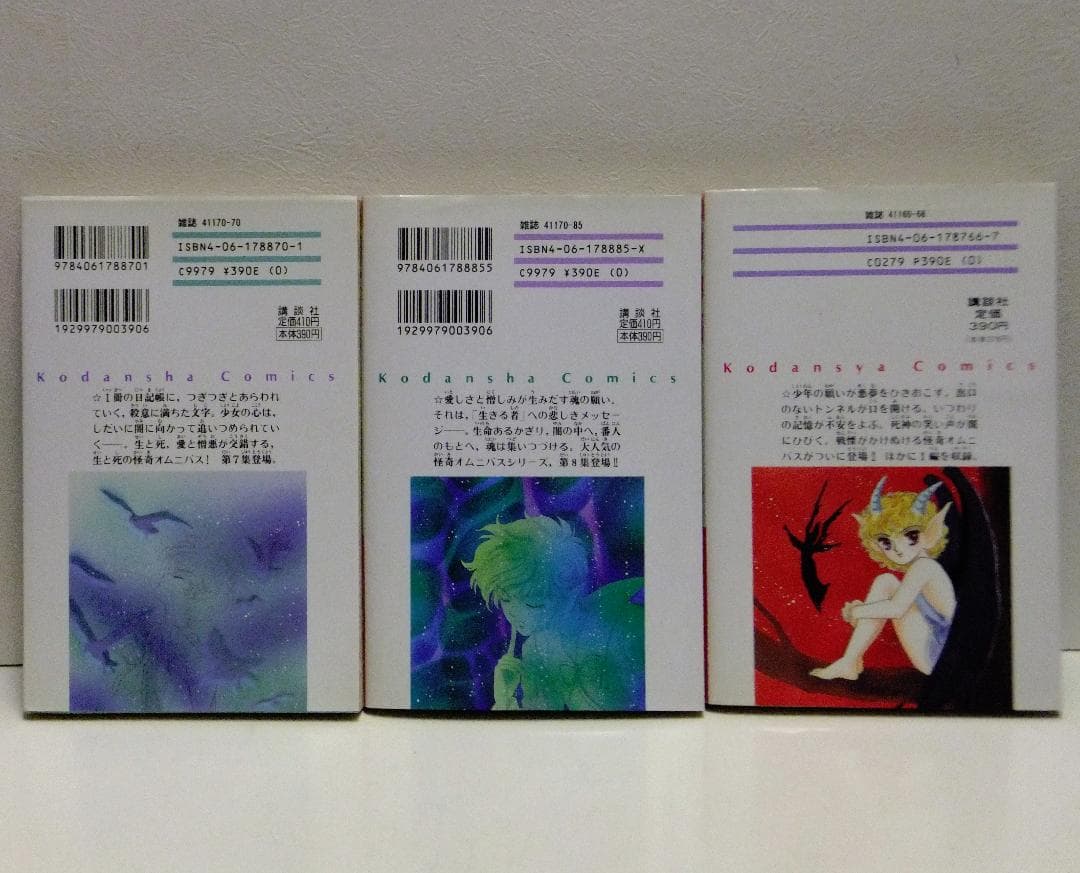 雑誌 41170-70
ISBN4-06-178870-1
9784061788701
C9979 ¥390E (0)
1929979003906
講談社
定価410円
本体390円
Kodansha Comics
☆1冊の日記帳に、つぎつぎとあらわれ
ていく、殺意に満ちた文字。少女の心は、
しだいに闇に向かって追いつめられてい
く――。生と死、愛と憎悪が交錯する、
生と死の怪奇オムニバス! 第7集登場。
雑誌 41170-85
ISBN4-06-178885-X
9784061788855
C9979 ¥390E (0)
1929979003906
講談社
定価410円
本体390円
Kodansha Comics
☆愛しさと憎しみが生みだす魂の願い。
それは、「生きる者」への悲しきメッセー
ジ――。生命あるかぎり、闇の中へ、番人
のもとへ、魂は集いつづける。大人気の
怪奇オムニバスシリーズ、第8集登場!!
雑誌 41169-66
ISBN4-06-178766-7
C0279 P390E (0)
講談社
定価
390円
Kodansya Comics
☆少年の願いが悪夢をひきおこす。出口
のないトンネルが口を開ける。いつわり
の記憶が不安をよぶ。死神の笑い声が闇
にひびく。戦慄がかけぬける怪奇オムニ
バスがついに登場!! ほかに1編を収録。